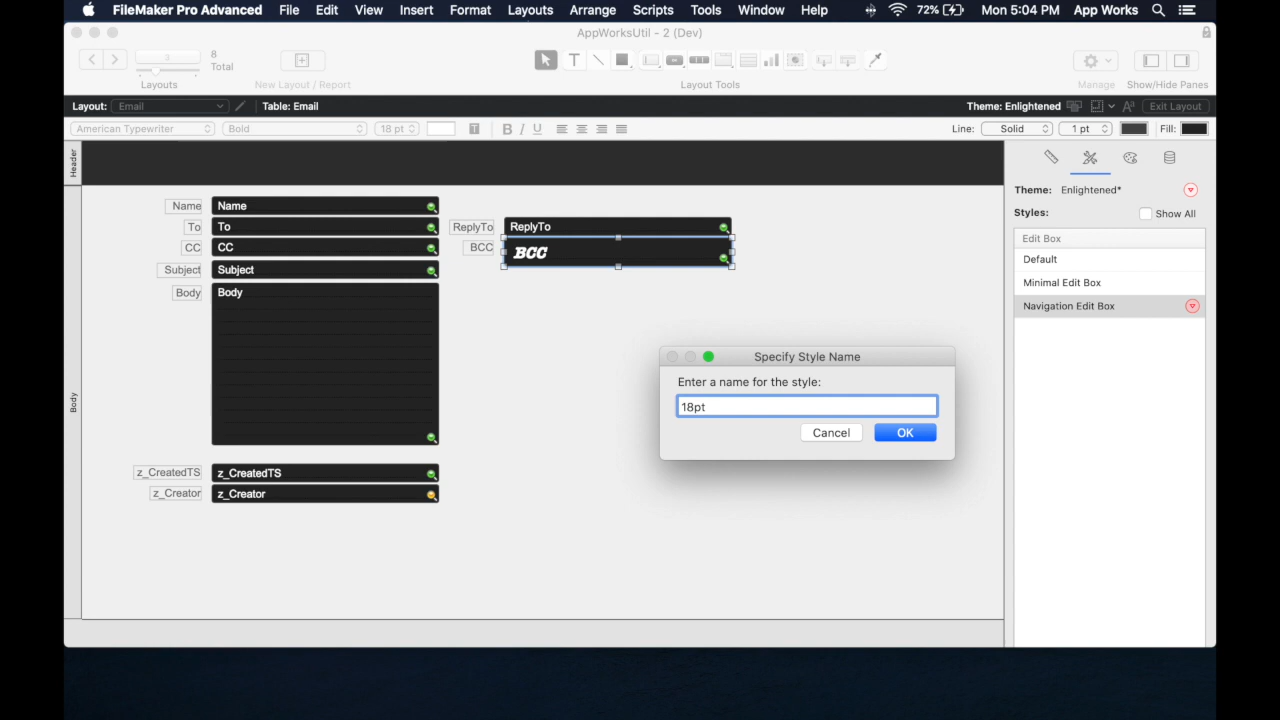 FileMaker Pro Advanced File Edit View Insert Format Layouts Arrange Scripts Tools Window Help 72% Mon 5:04 PM App Works
AppWorksUtil - 2 (Dev)
3
8
Total
Layouts
New Layout / Report
Layout Tools
Manage
Show/Hide Panes
Layout: Email
Table: Email
Theme: Enlightened
Exit Layout
American Typewriter
Bold
18 pt
B I U
Line: Solid 1 pt Fill:
Header
Body
Name Name
To To
CC CC
Subject Subject
Body Body
z_CreatedTS z_CreatedTS
z_Creator z_Creator
ReplyTo ReplyTo
BCC BCC
Specify Style Name
Enter a name for the style:
18pt
Cancel OK
Theme: Enlightened*
Styles: Show All
Edit Box
Default
Minimal Edit Box
Navigation Edit Box